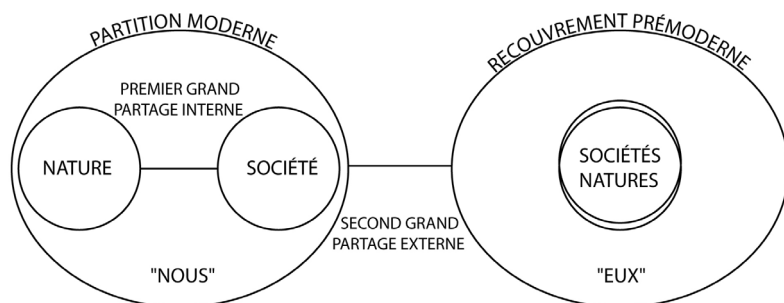 PARTITION MODERNE
PREMIER GRAND
PARTAGE INTERNE
NATURE
SOCIÉTÉ
"NOUS"
SECOND GRAND
PARTAGE EXTERNE
RECOUVREMENT PRÉMODERNE
SOCIÉTÉS
NATURES
"EUX"